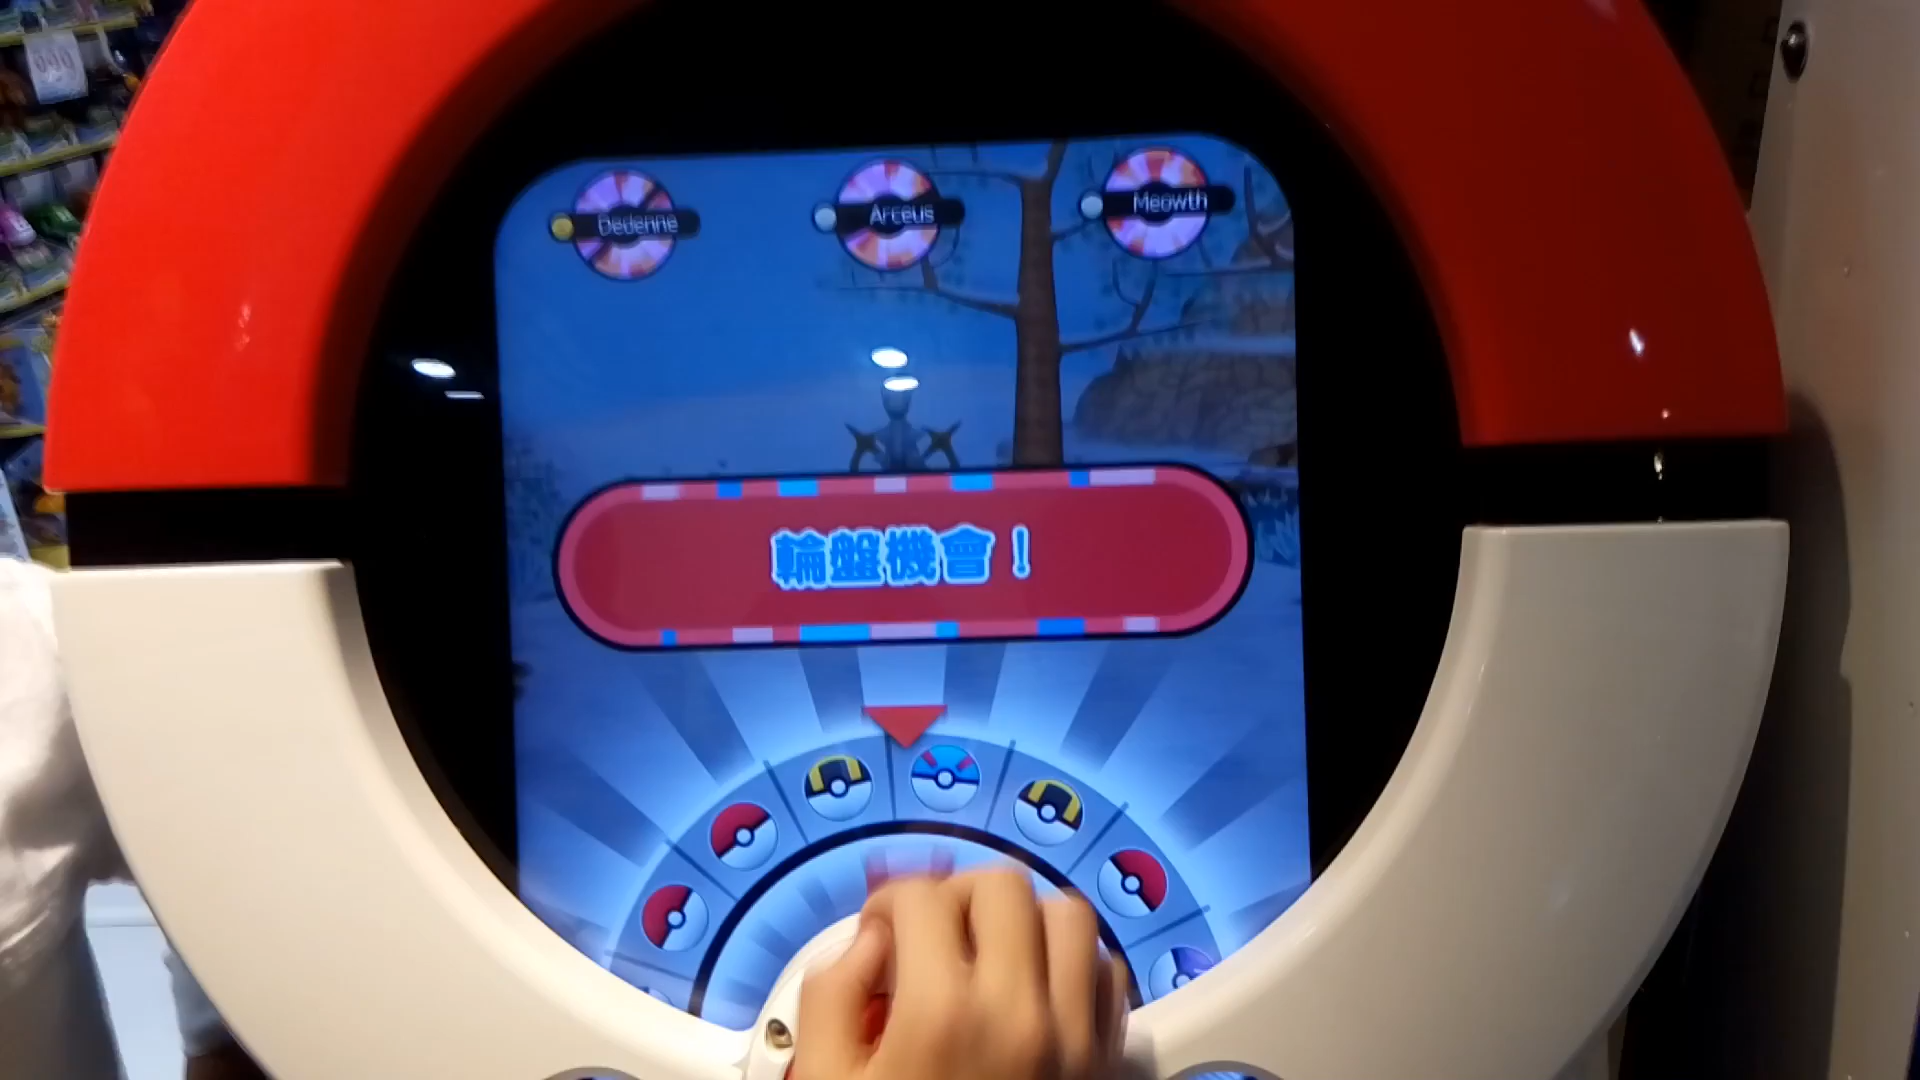 Dedenne
Arceus
Meowth
輪盤機會！